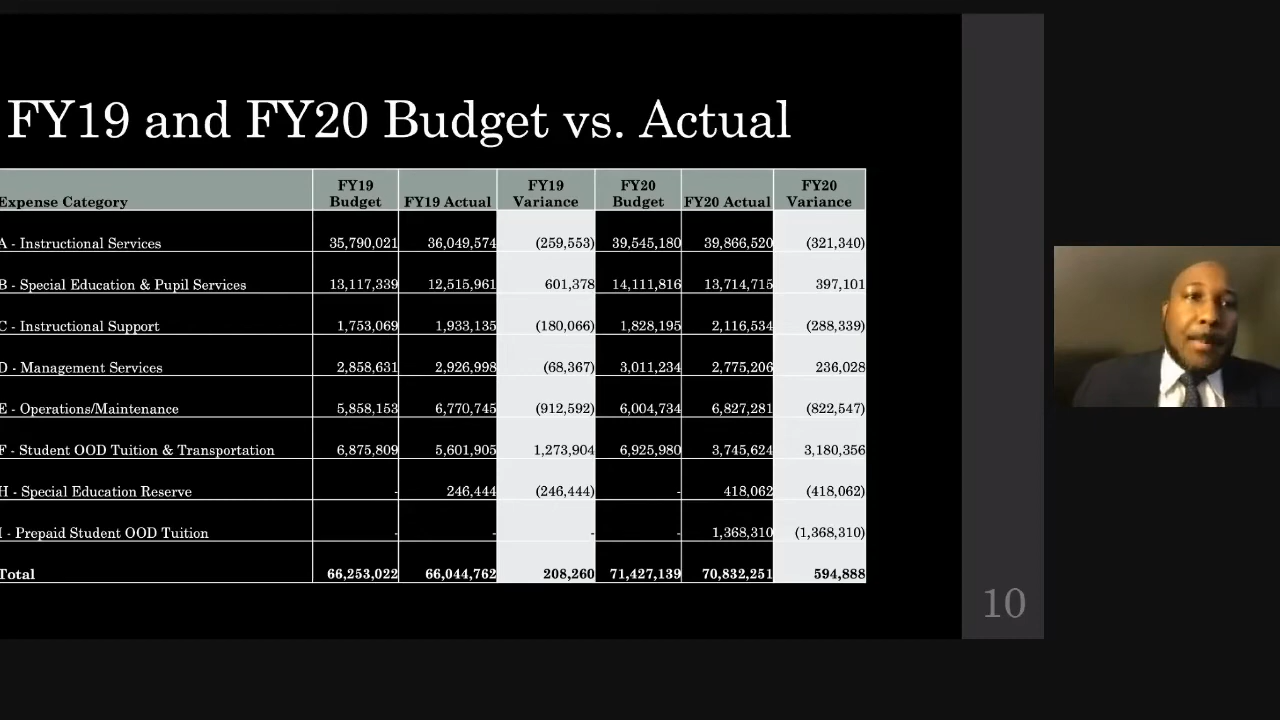 FY19 and FY20 Budget vs. Actual
Expense Category FY19 Budget FY19 Actual FY19 Variance FY20 Budget FY20 Actual FY20 Variance
A - Instructional Services 35,790,021 36,049,574 (259,553) 39,545,180 39,866,520 (321,340)
B - Special Education & Pupil Services 13,117,339 12,515,961 601,378 14,111,816 13,714,715 397,101
C - Instructional Support 1,753,069 1,933,135 (180,066) 1,828,195 2,116,534 (288,339)
D - Management Services 2,858,631 2,926,998 (68,367) 3,011,234 2,775,206 236,028
E - Operations/Maintenance 5,858,153 6,770,745 (912,592) 6,004,734 6,827,281 (822,547)
F - Student OOD Tuition & Transportation 6,875,809 5,601,905 1,273,904 6,925,980 3,745,624 3,180,356
H - Special Education Reserve - 246,444 (246,444) - 418,062 (418,062)
I - Prepaid Student OOD Tuition - - - - 1,368,310 (1,368,310)
Total 66,253,022 66,044,762 208,260 71,427,139 70,832,251 594,888
10